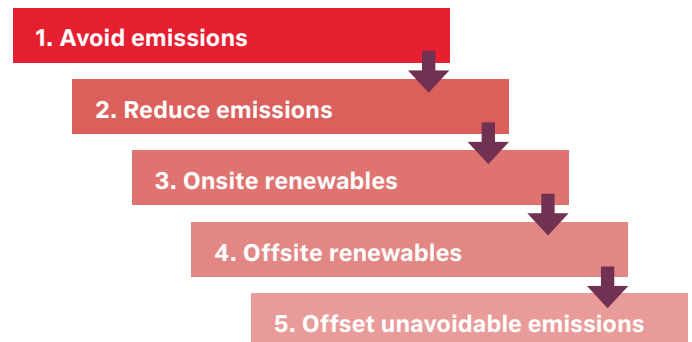 1. Avoid emissions
2. Reduce emissions
3. Onsite renewables
4. Offsite renewables
5. Offset unavoidable emissions